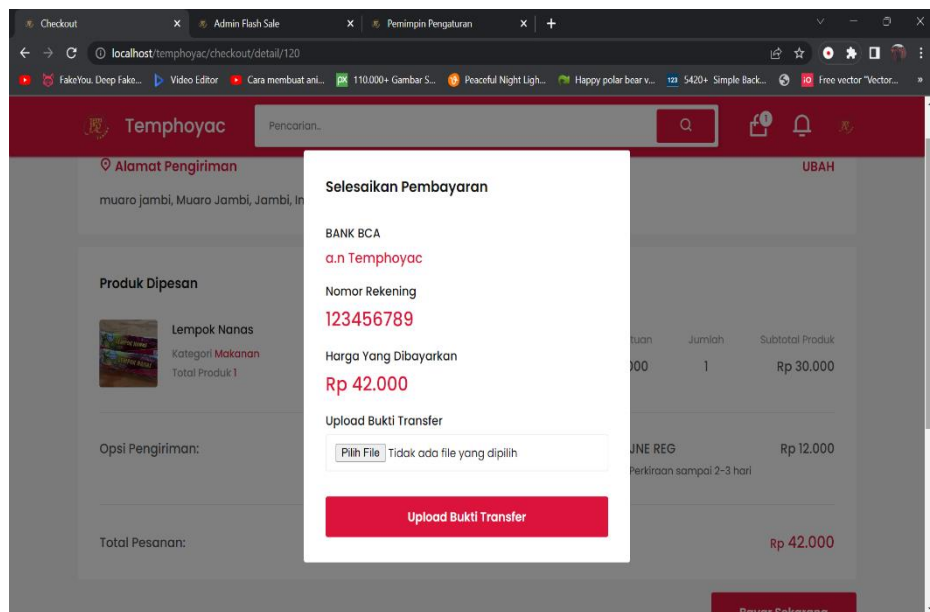 Checkout
Admin Flash Sale
Pemimpin Pengaturan
localhost/temphoyac/checkout/detail/120
FakeYou. Deep Fake...
Video Editor
Cara membuat ani...
110.000+ Gambar S...
Peaceful Night Ligh...
Happy polar bear v...
5420+ Simple Back...
Free vector "Vector...
Temphoyac
Pencarian..
1
Alamat Pengiriman
UBAH
muaro jambi, Muaro Jambi, Jambi, In
Selesaikan Pembayaran
BANK BCA
a.n Temphoyac
Nomor Rekening
123456789
Harga Yang Dibayarkan
Rp 42.000
Upload Bukti Transfer
Pilih File Tidak ada file yang dipilih
Upload Bukti Transfer
Produk Dipesan
Lempok Nanas
Kategori Makanan
Total Produk 1
tuan Jumlah Subtotal Produk
000 1 Rp 30.000
Opsi Pengiriman:
JNE REG Rp 12.000
Perkiraan sampai 2-3 hari
Total Pesanan:
Rp 42.000
Bayar Sekarang